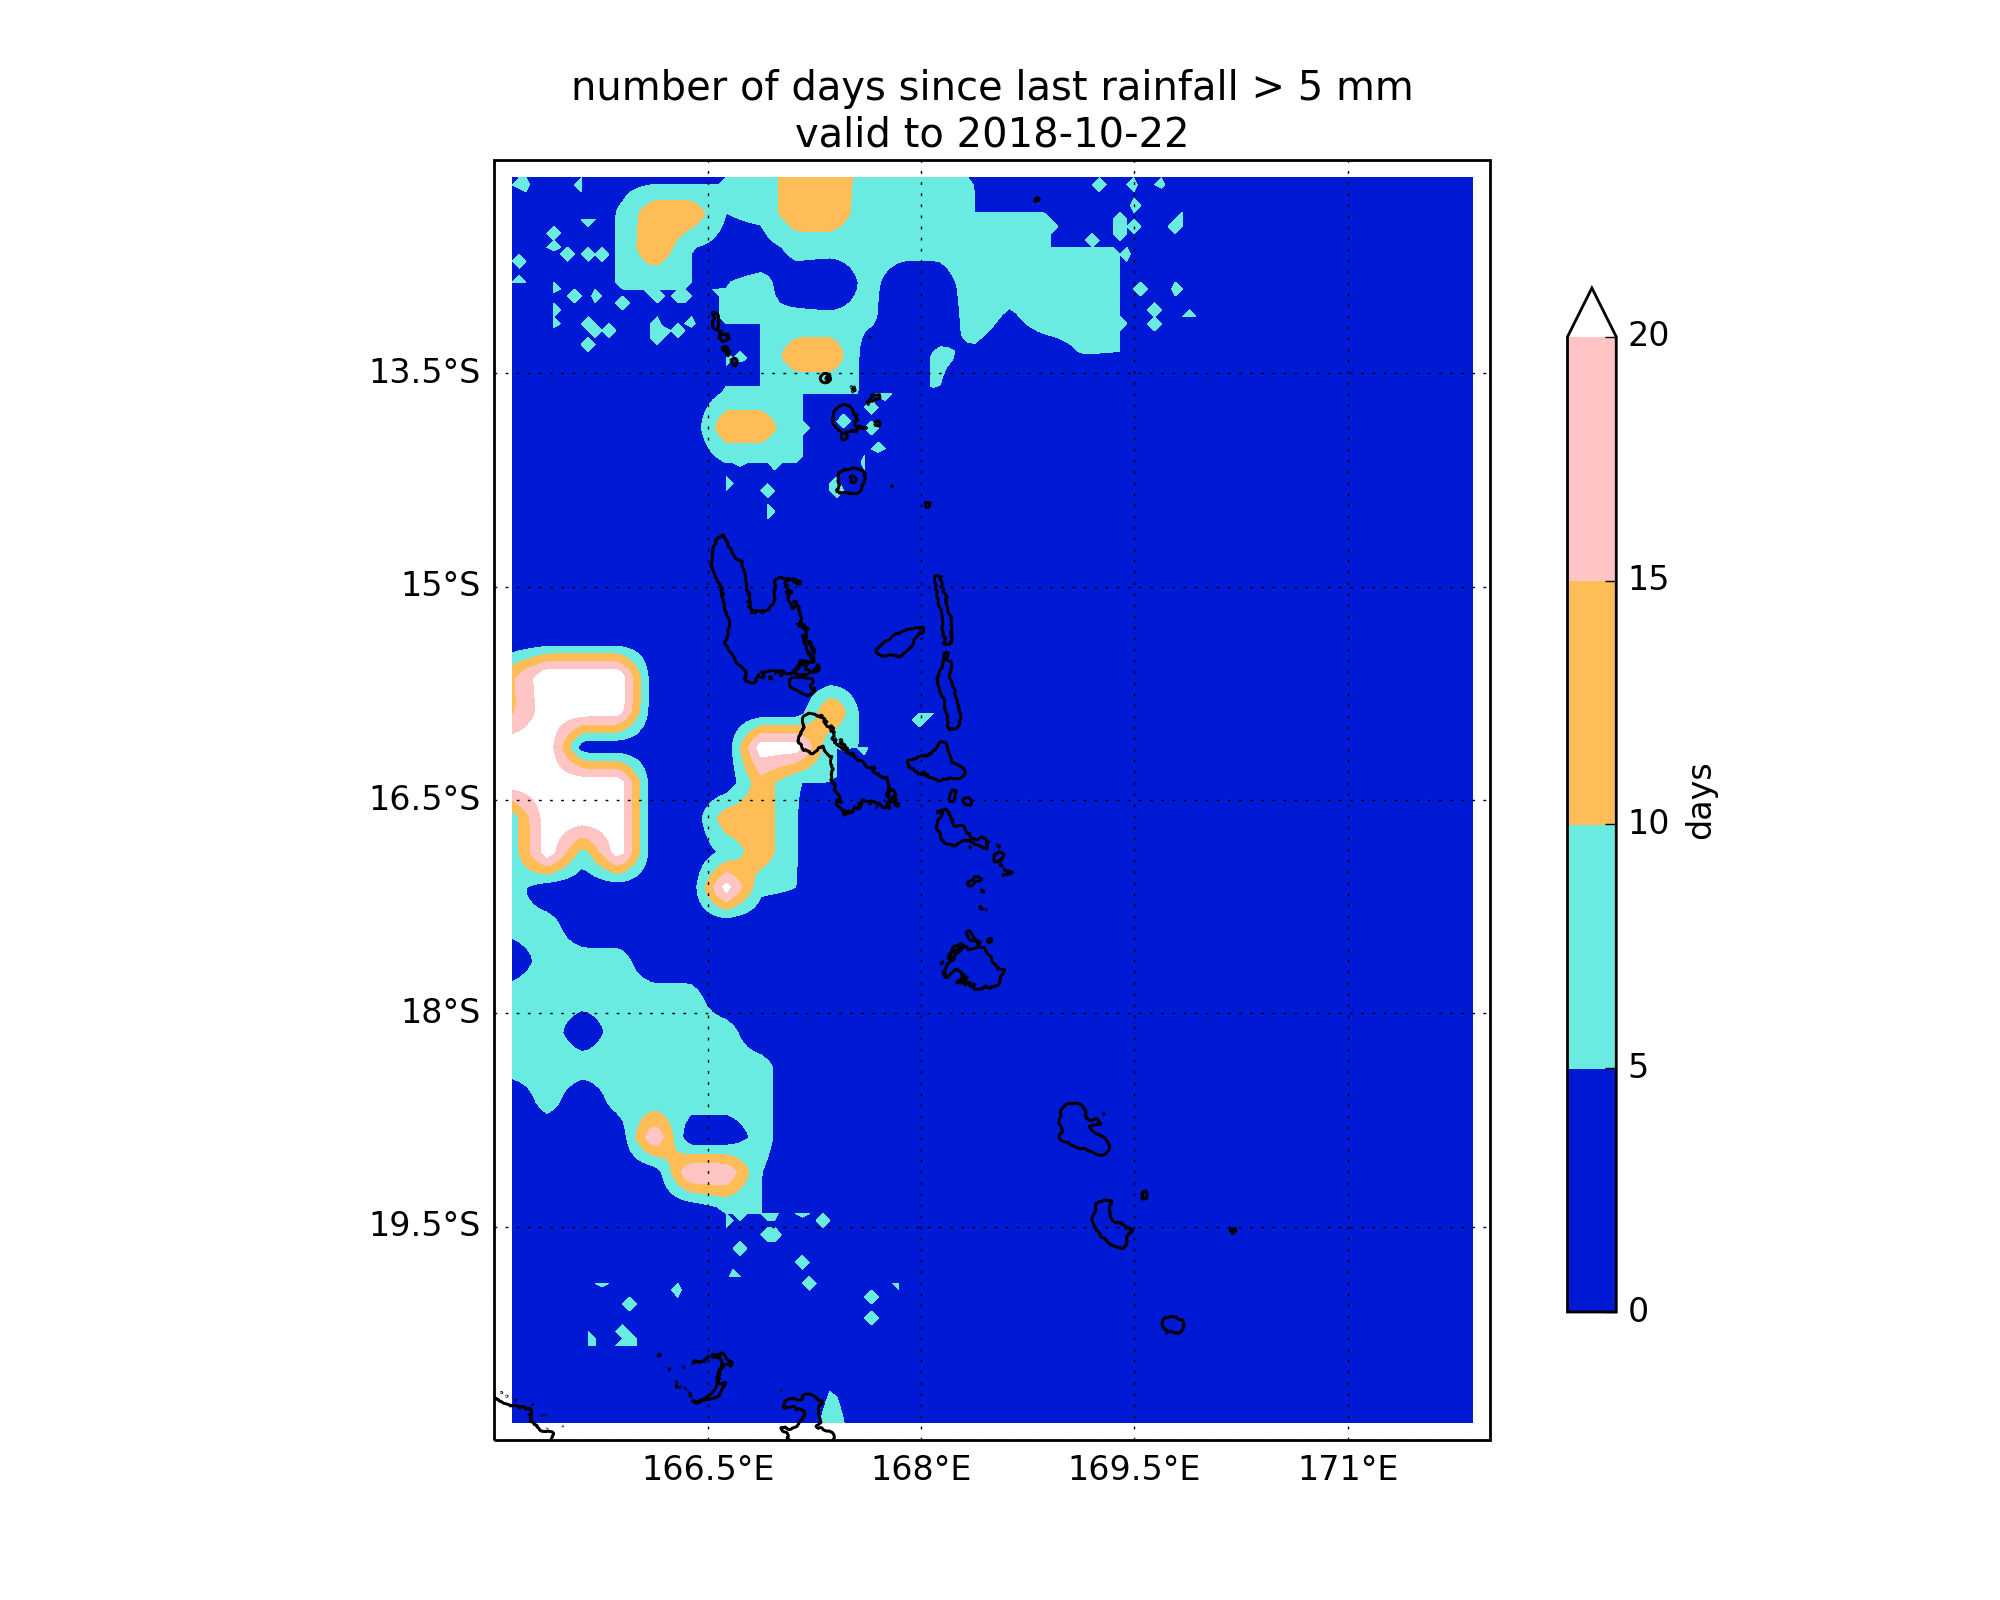 number of days since last rainfall > 5 mm
valid to 2018-10-22
13.5°S
15°S
16.5°S
18°S
19.5°S
166.5°E
168°E
169.5°E
171°E
20
15
10
5
0
days